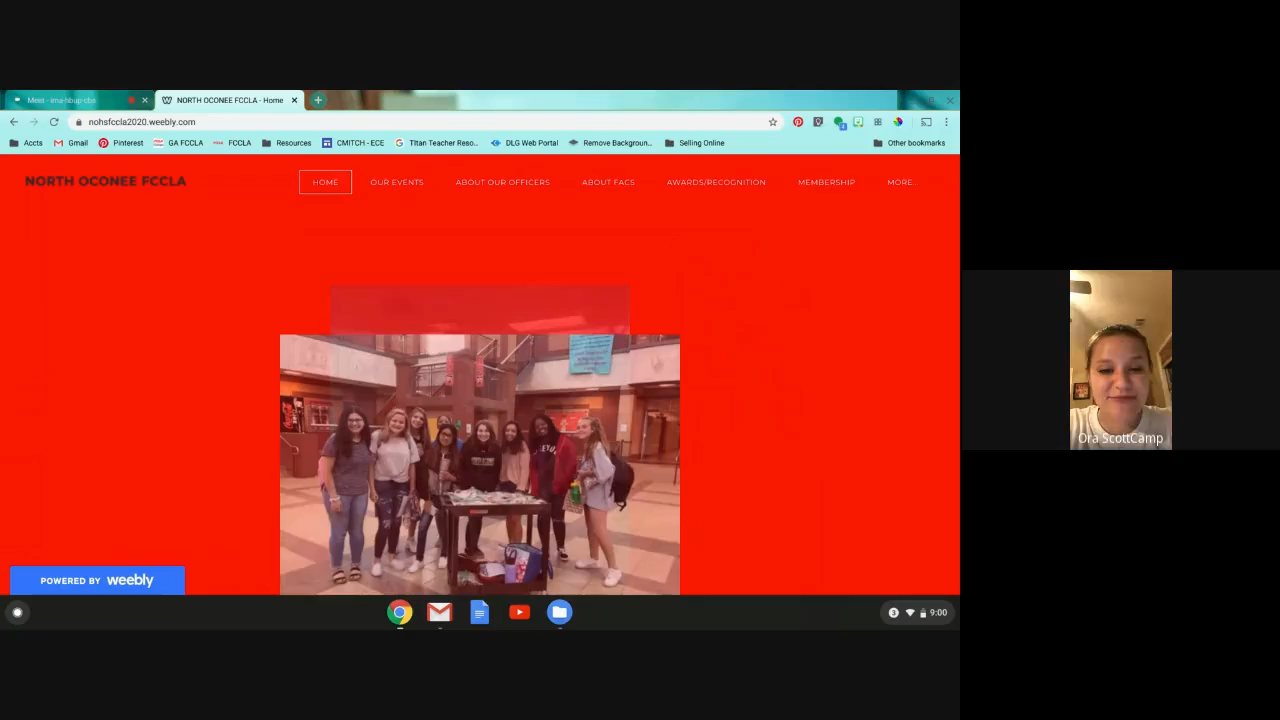 Meet - ima-hbup-cbs
NORTH OCONEE FCCLA - Home
nohsfccla2020.weebly.com
Accts Gmail Pinterest GA FCCLA FCCLA Resources CMITCH - ECE TItan Teacher Reso... DLG Web Portal Remove Backgroun... Selling Online Other bookmarks
NORTH OCONEE FCCLA
HOME OUR EVENTS ABOUT OUR OFFICERS ABOUT FACS AWARDS/RECOGNITION MEMBERSHIP MORE...
Ora ScottCamp
POWERED BY weebly
9:00